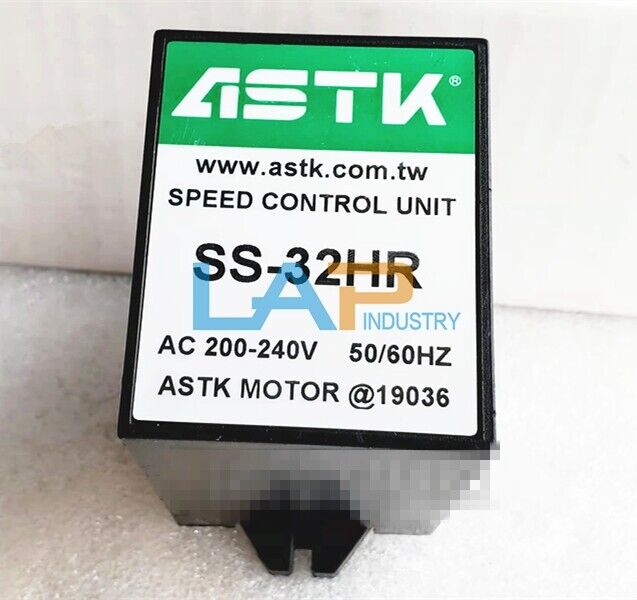 ASTK®
www.astk.com.tw
SPEED CONTROL UNIT
SS-32HR
LAP INDUSTRY
AC 200-240V 50/60HZ
ASTK MOTOR @19036